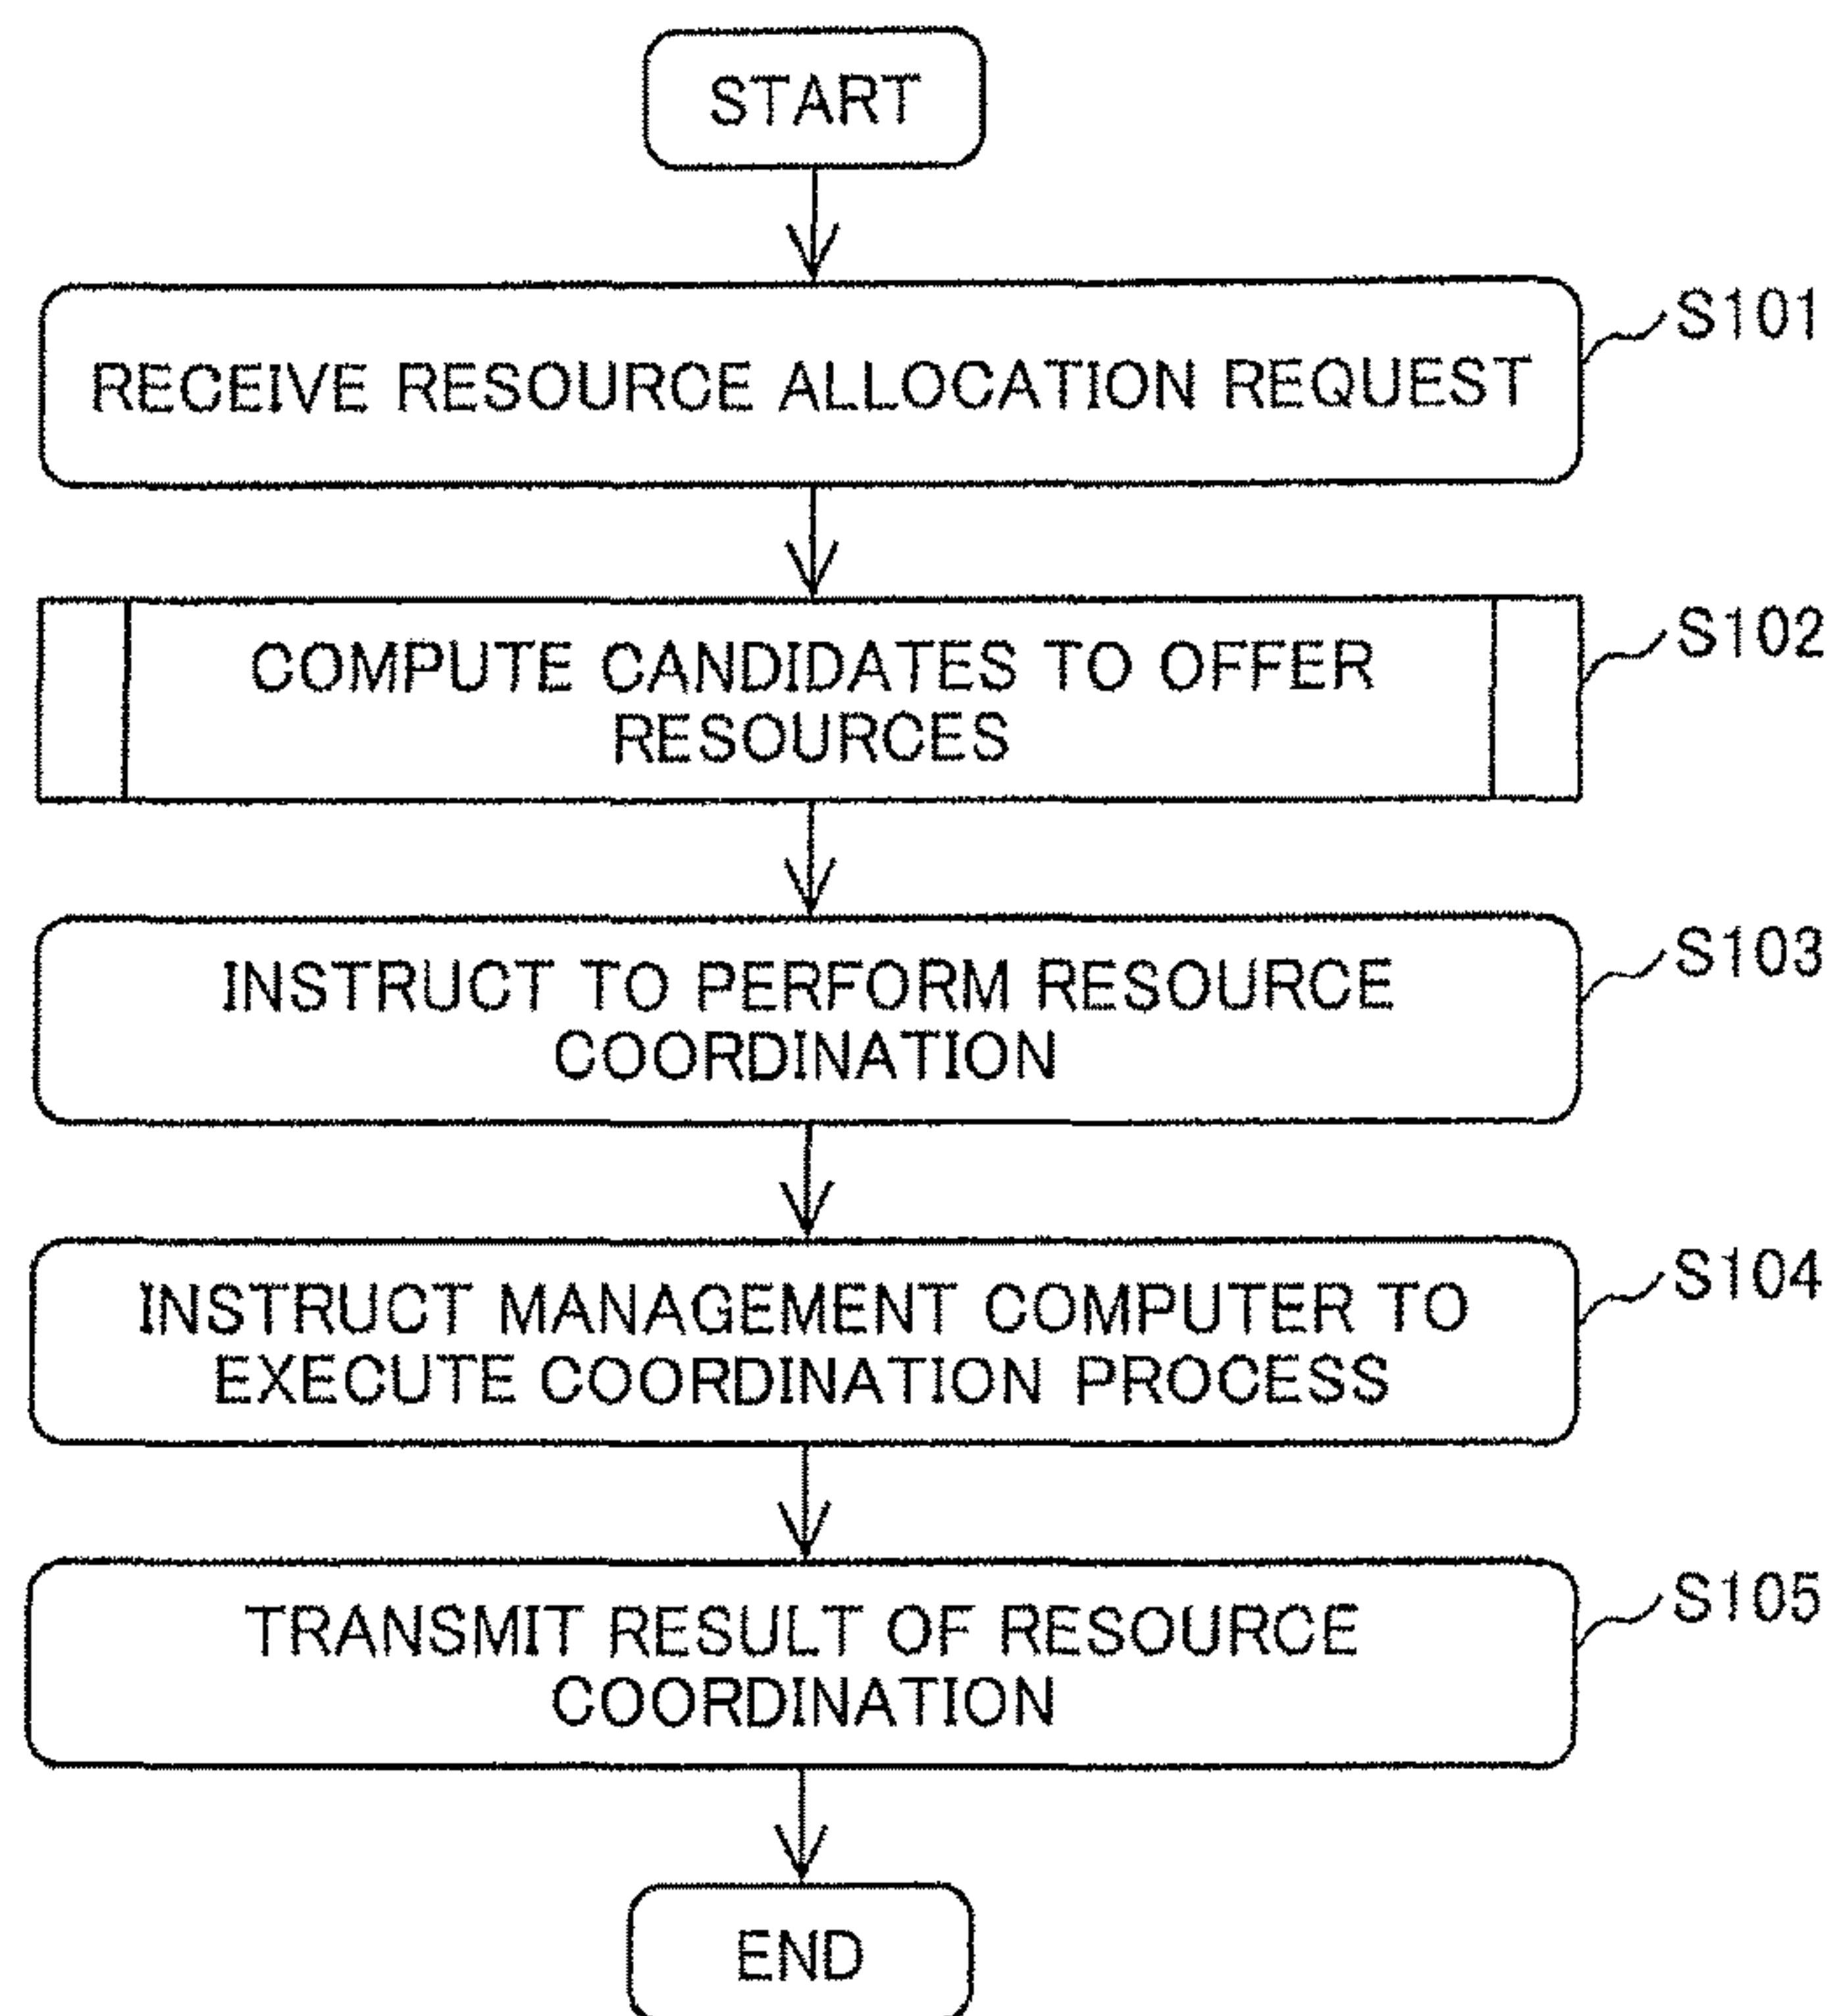 START
RECEIVE RESOURCE ALLOCATION REQUEST
S101
COMPUTE CANDIDATES TO OFFER
RESOURCES
S102
INSTRUCT TO PERFORM RESOURCE
COORDINATION
S103
INSTRUCT MANAGEMENT COMPUTER TO
EXECUTE COORDINATION PROCESS
S104
TRANSMIT RESULT OF RESOURCE
COORDINATION
S105
END